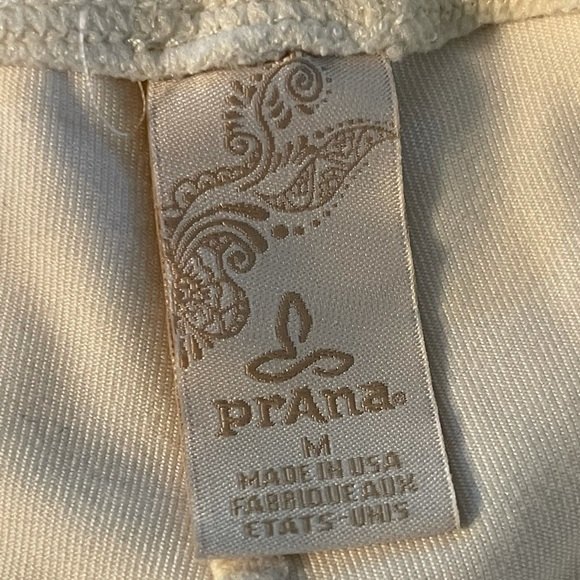 prAna®
M
MADE IN USA
FABRIQUE AUX
ETATS-UNIS